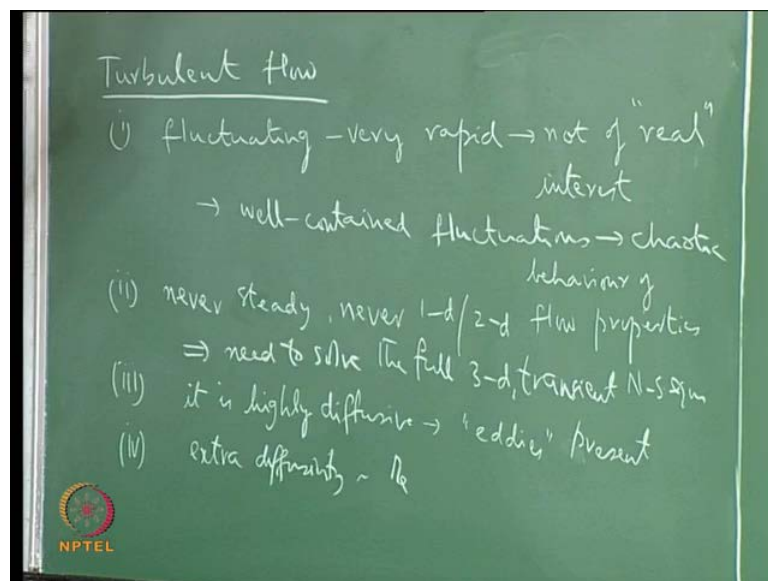 Turbulent flow
(i) fluctuating - very rapid → not of "real"
interest
→ well-contained fluctuations → chaotic
behaviour of
(ii) never steady, never 1-d/2-d flow properties
⇒ need to solve the full 3-d, transient N-S eqn
(iii) it is highly diffusive → "eddies" present
(iv) extra diffusivity ~ Re
NPTEL